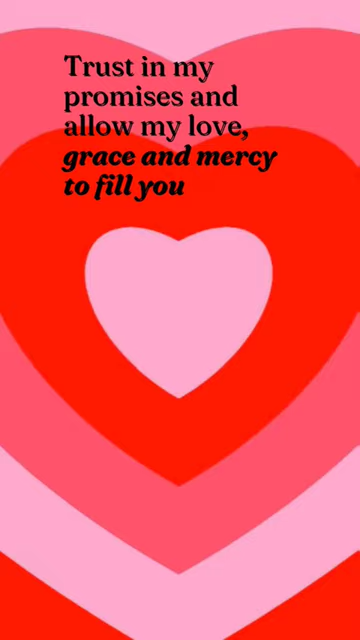 Trust in my
promises and
allow my love,
grace and mercy
to fill you